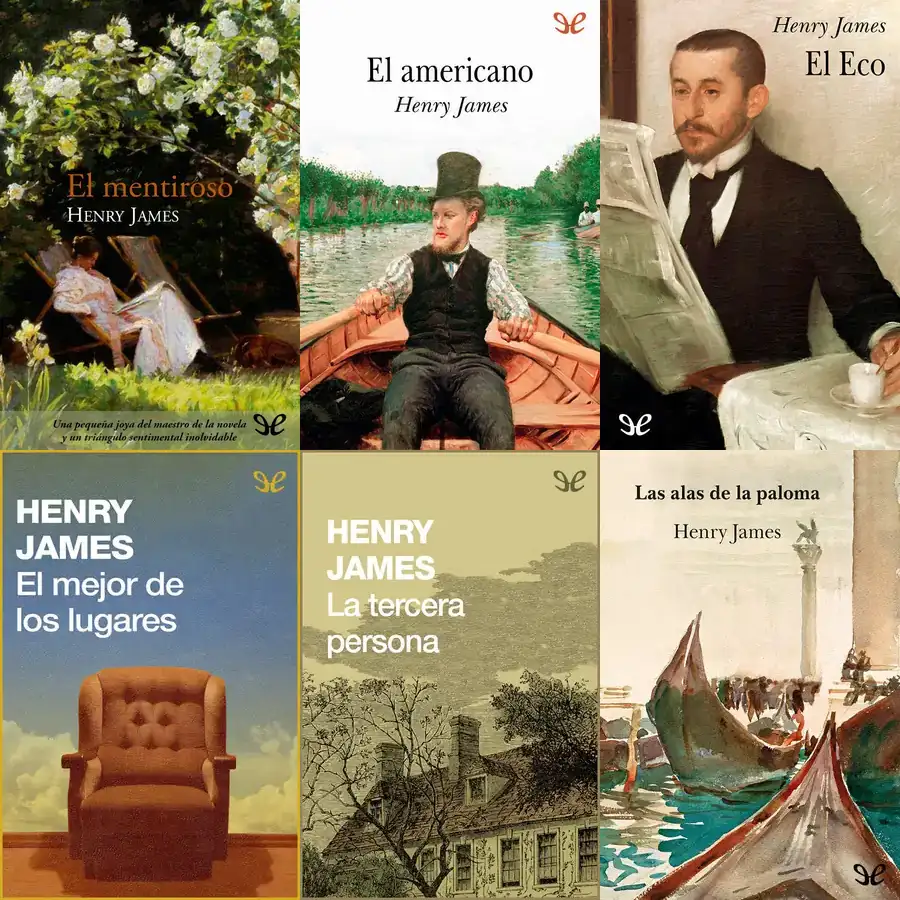 El mentiroso
HENRY JAMES
Una pequeña joya del maestro de la novela
y un triángulo sentimental inolvidable
El americano
Henry James
Henry James
El Eco
HENRY
JAMES
El mejor de
los lugares
HENRY
JAMES
La tercera
persona
Las alas de la paloma
Henry James